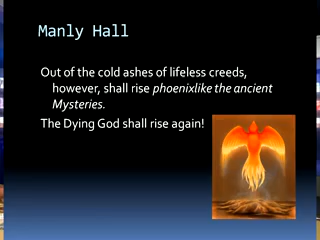 Manly Hall
Out of the cold ashes of lifeless creeds,
however, shall rise phoenixlike the ancient
Mysteries.
The Dying God shall rise again!